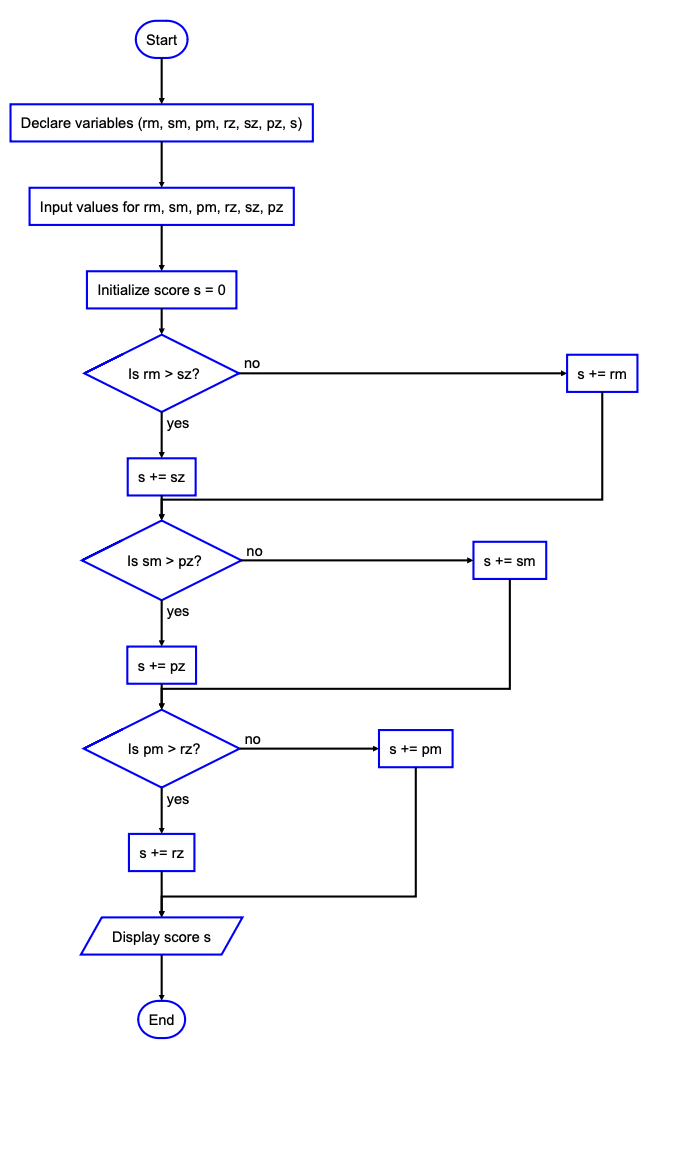 Start
Declare variables (rm, sm, pm, rz, sz, pz, s)
Input values for rm, sm, pm, rz, sz, pz
Initialize score s = 0
Is rm > sz?
no
s += rm
yes
s += sz
Is sm > pz?
no
s += sm
yes
s += pz
Is pm > rz?
no
s += pm
yes
s += rz
Display score s
End